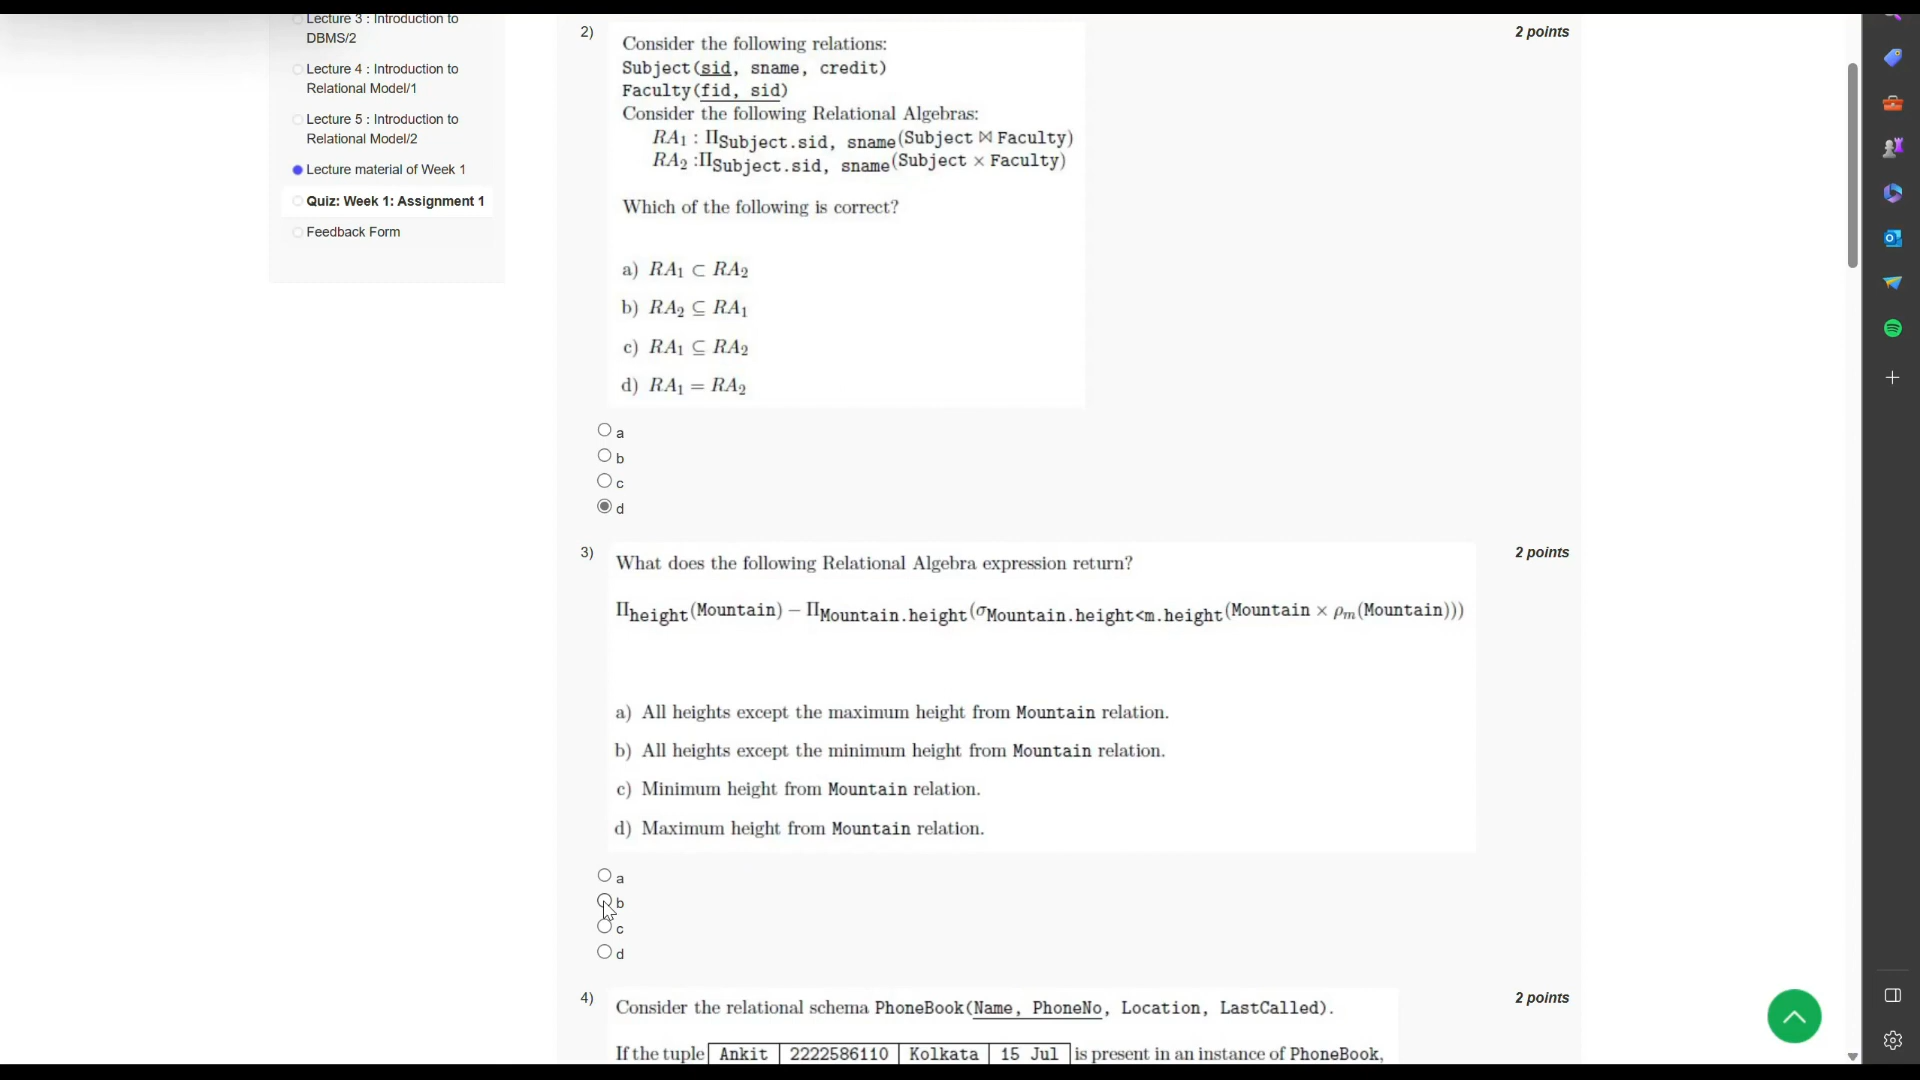 Lecture 3 : Introduction to
DBMS/2
Lecture 4 : Introduction to
Relational Model/1
Lecture 5 : Introduction to
Relational Model/2
Lecture material of Week 1
Quiz: Week 1: Assignment 1
Feedback Form
2)
2 points
Consider the following relations:
Subject(sid, sname, credit)
Faculty(fid, sid)
Consider the following Relational Algebras:
RA₁ : ΠSubject.sid, sname(Subject ⋈ Faculty)
RA₂ :ΠSubject.sid, sname(Subject × Faculty)
Which of the following is correct?
a) RA₁ ⊂ RA₂
b) RA₂ ⊆ RA₁
c) RA₁ ⊆ RA₂
d) RA₁ = RA₂
a
b
c
d
3)
2 points
What does the following Relational Algebra expression return?
Πheight(Mountain) − ΠMountain.height(σMountain.height<m.height(Mountain × ρm(Mountain)))
a) All heights except the maximum height from Mountain relation.
b) All heights except the minimum height from Mountain relation.
c) Minimum height from Mountain relation.
d) Maximum height from Mountain relation.
a
b
c
d
4)
2 points
Consider the relational schema PhoneBook(Name, PhoneNo, Location, LastCalled).
If the tuple Ankit 2222586110 Kolkata 15 Jul is present in an instance of PhoneBook,